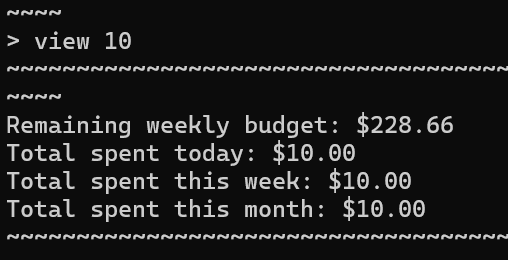 ~~~~
> view 10
~~~~~~~~~~~~~~~~~~~~~~~~~~~~~~~~~~~~
~~~~
Remaining weekly budget: $228.66
Total spent today: $10.00
Total spent this week: $10.00
Total spent this month: $10.00
~~~~~~~~~~~~~~~~~~~~~~~~~~~~~~~~~~~~